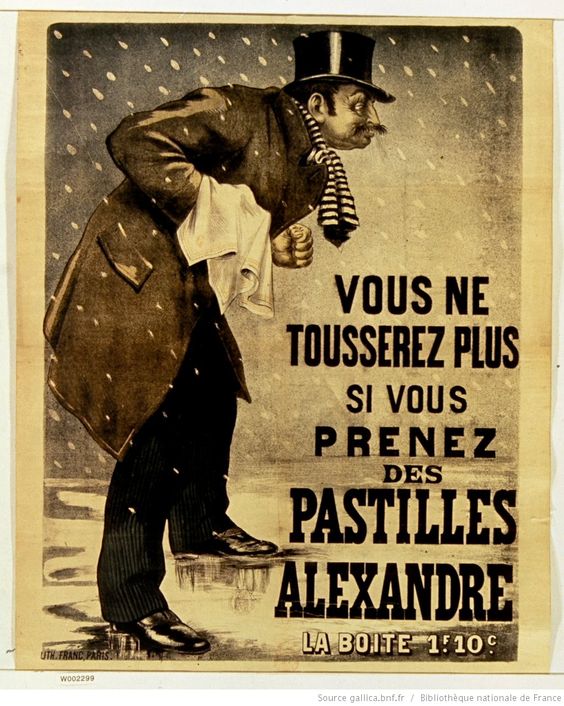 VOUS NE
TOUSSEREZ PLUS
SI VOUS
PRENEZ
DES
PASTILLES
ALEXANDRE
LA BOITE 1F.10c
LITH. FRANC. PARIS.
W002299
Source gallica.bnf.fr / Bibliothèque nationale de France